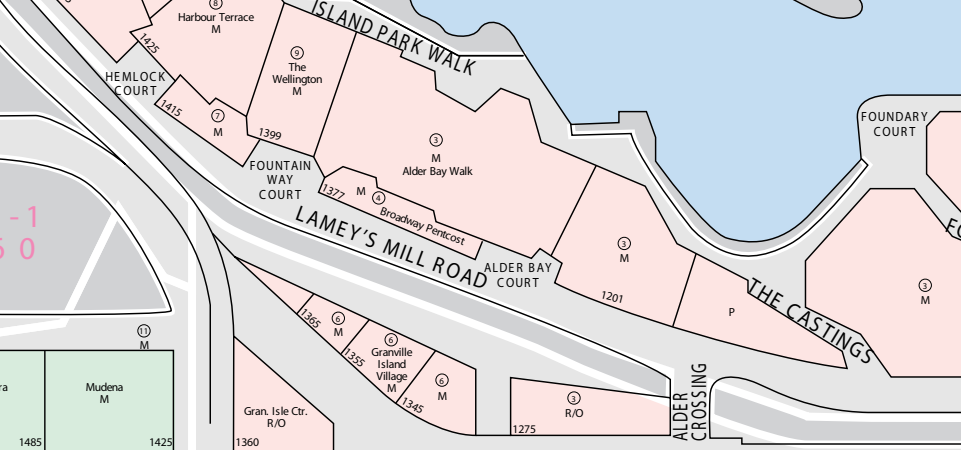 8
Harbour Terrace
M
ISLAND PARK WALK
1425
9
The
Wellington
M
HEMLOCK
COURT
1415
7
M
1399
3
M
Alder Bay Walk
FOUNDARY
COURT
FOUNTAIN
WAY
COURT
1377
M
4
Broadway Pentcost
-1
0
LAMEY'S MILL ROAD
ALDER BAY
COURT
3
M
1201
THE CASTINGS
P
3
M
1365
6
M
11
M
1355
6
Granville
Island
Village
M
6
M
1345
3
R/O
1275
ALDER
CROSSING
Mudena
M
1485
1425
Gran. Isle Ctr.
R/O
1360